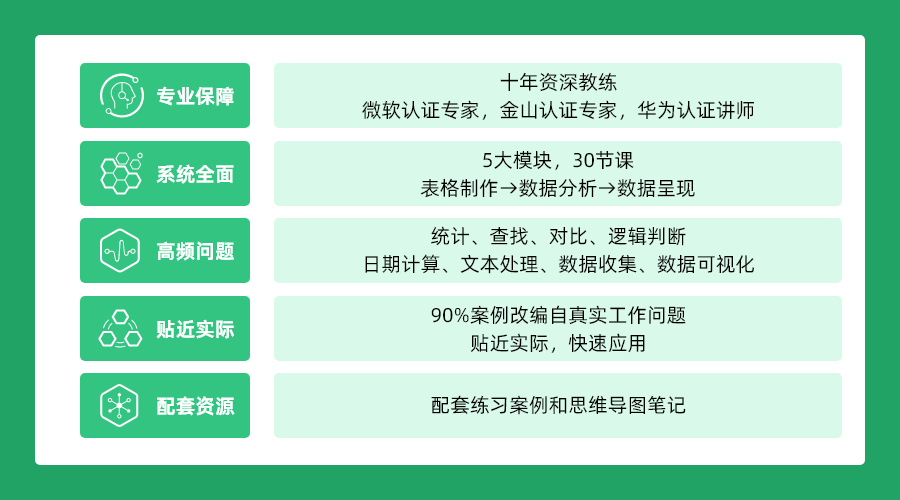 专业保障
十年资深教练
微软认证专家，金山认证专家，华为认证讲师
系统全面
5大模块，30节课
表格制作→数据分析→数据呈现
高频问题
统计、查找、对比、逻辑判断
日期计算、文本处理、数据收集、数据可视化
贴近实际
90%案例改编自真实工作问题
贴近实际，快速应用
配套资源
配套练习案例和思维导图笔记